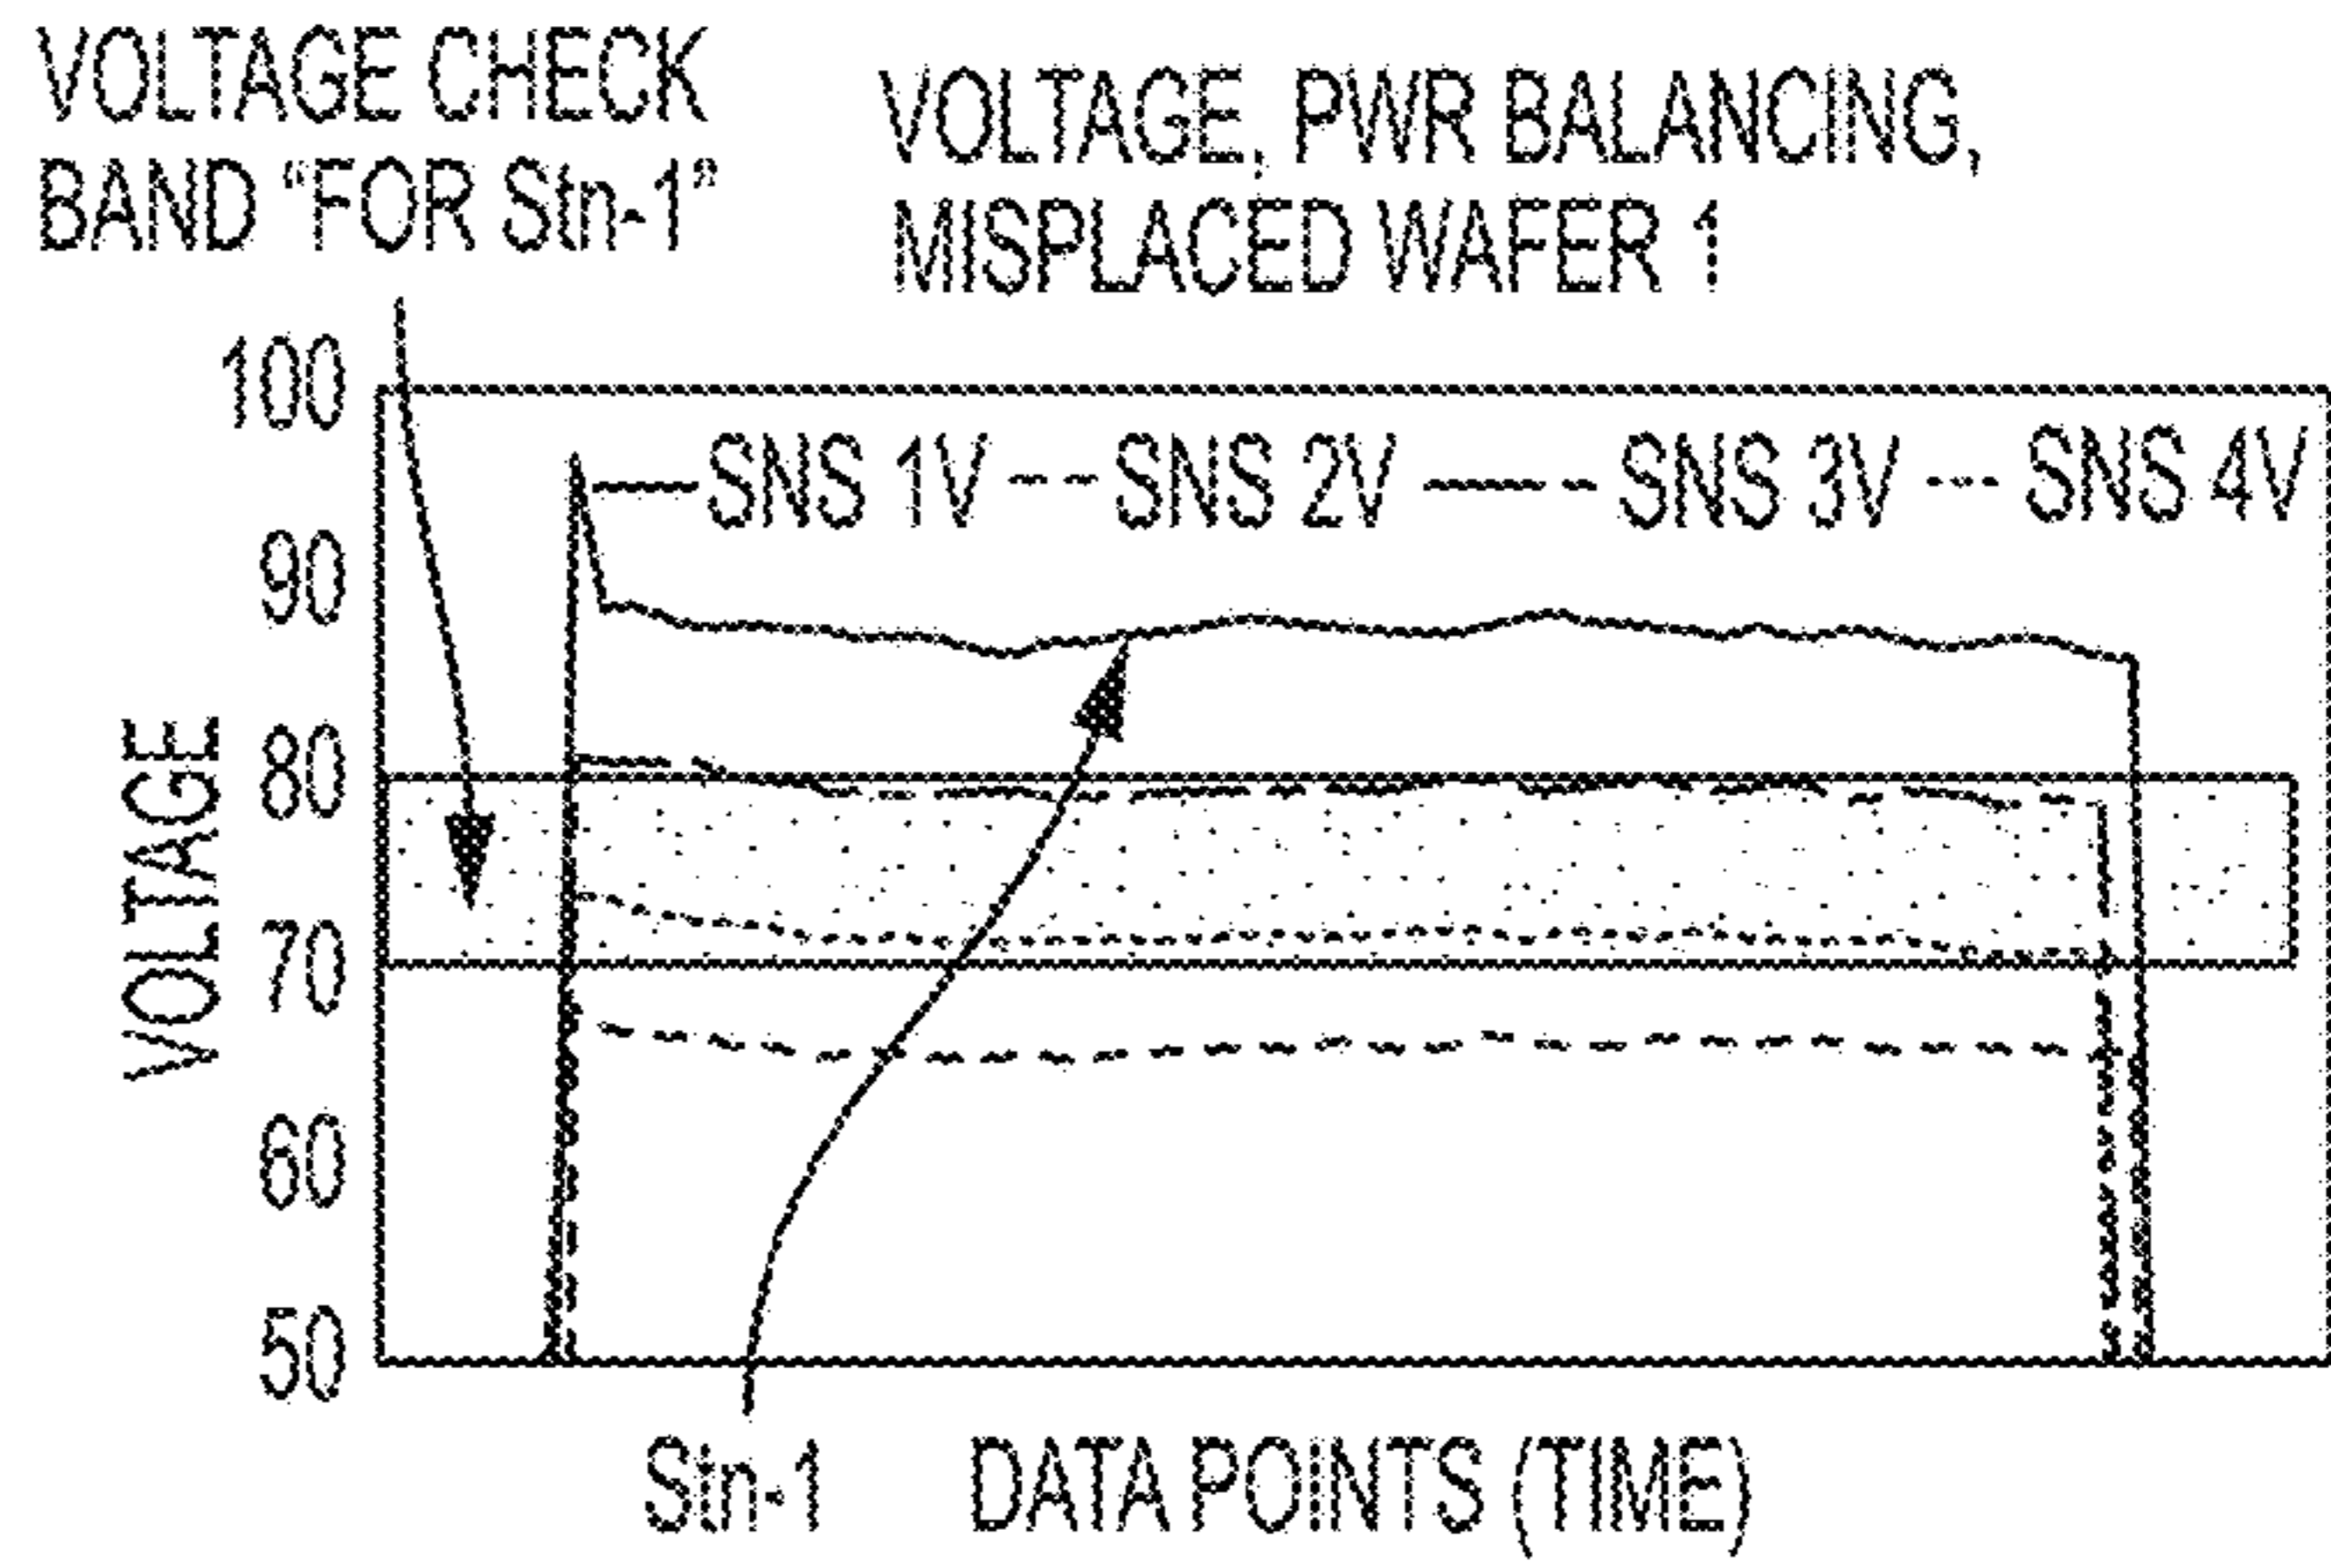 VOLTAGE CHECK
BAND “FOR Stn-1”
VOLTAGE, PWR BALANCING,
MISPLACED WAFER 1
100
SNS 1V SNS 2V SNS 3V SNS 4V
90
80
70
60
50
VOLTAGE
Stn-1
DATA POINTS (TIME)